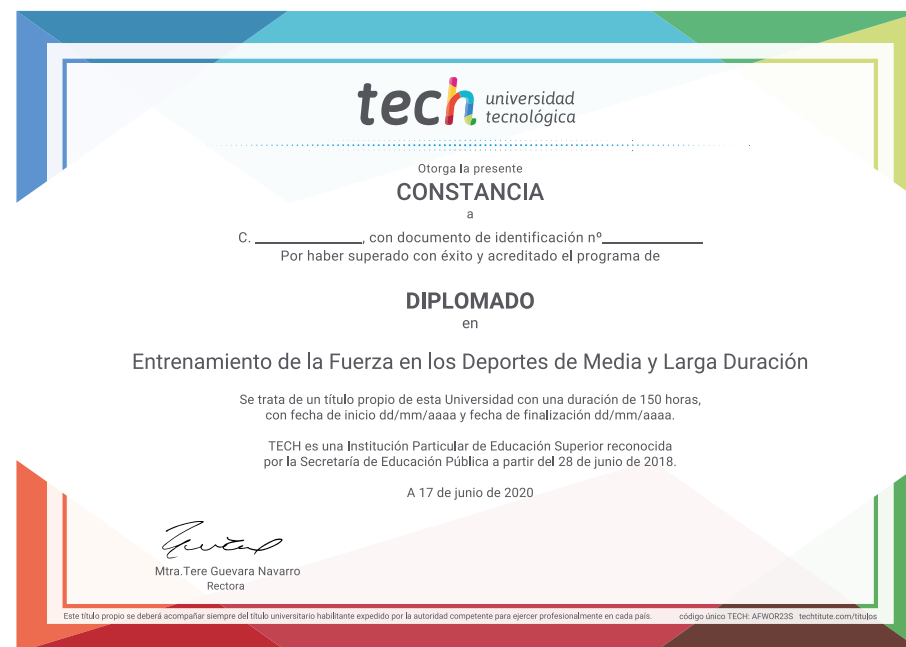 tech universidad
tecnológica
Otorga la presente
CONSTANCIA
a
C. ______________, con documento de identificación nº_____________
Por haber superado con éxito y acreditado el programa de
DIPLOMADO
en
Entrenamiento de la Fuerza en los Deportes de Media y Larga Duración
Se trata de un título propio de esta Universidad con una duración de 150 horas,
con fecha de inicio dd/mm/aaaa y fecha de finalización dd/mm/aaaa.
TECH es una Institución Particular de Educación Superior reconocida
por la Secretaría de Educación Pública a partir del 28 de junio de 2018.
A 17 de junio de 2020
Mtra.Tere Guevara Navarro
Rectora
Este título propio se deberá acompañar siempre del título universitario habilitante expedido por la autoridad competente para ejercer profesionalmente en cada país. código único TECH: AFWOR23S techtitute.com/titulos